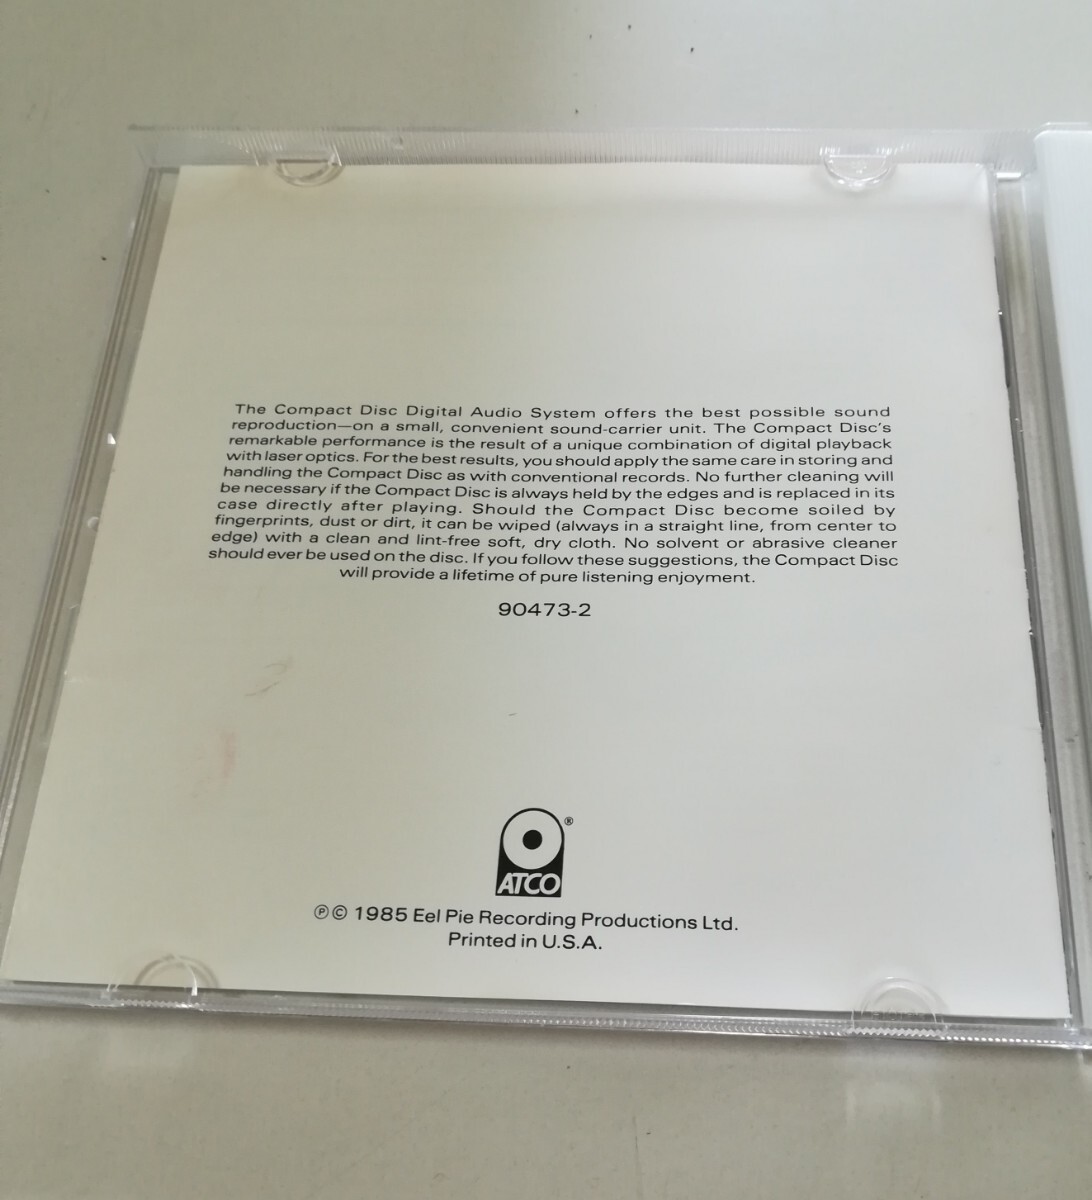 The Compact Disc Digital Audio System offers the best possible sound
reproduction—on a small, convenient sound-carrier unit. The Compact Disc's
remarkable performance is the result of a unique combination of digital playback
with laser optics. For the best results, you should apply the same care in storing and
handling the Compact Disc as with conventional records. No further cleaning will
be necessary if the Compact Disc is always held by the edges and is replaced in its
case directly after playing. Should the Compact Disc become soiled by
fingerprints, dust or dirt, it can be wiped (always in a straight line, from center to
edge) with a clean and lint-free soft, dry cloth. No solvent or abrasive cleaner
should ever be used on the disc. If you follow these suggestions, the Compact Disc
will provide a lifetime of pure listening enjoyment.
90473-2
®
ATCO
℗© 1985 Eel Pie Recording Productions Ltd.
Printed in U.S.A.